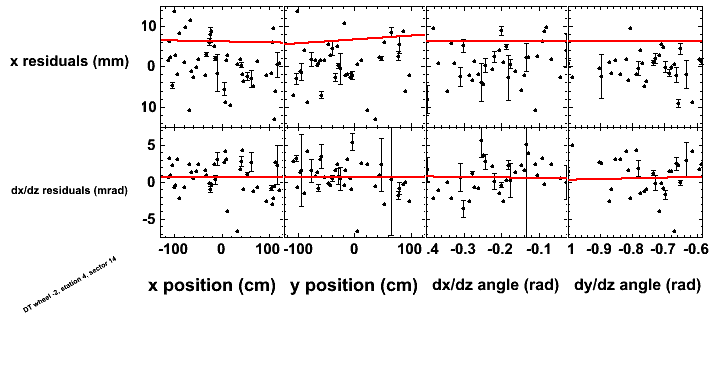 10
x residuals (mm)
0
10
5
dx/dz residuals (mrad)
0
-5
-100 0 100 -100 0 100 .4 -0.3 -0.2 -0.1 1 -0.9 -0.8 -0.7 -0.6
x position (cm) y position (cm) dx/dz angle (rad) dy/dz angle (rad)
DT wheel -2, station 4, sector 14